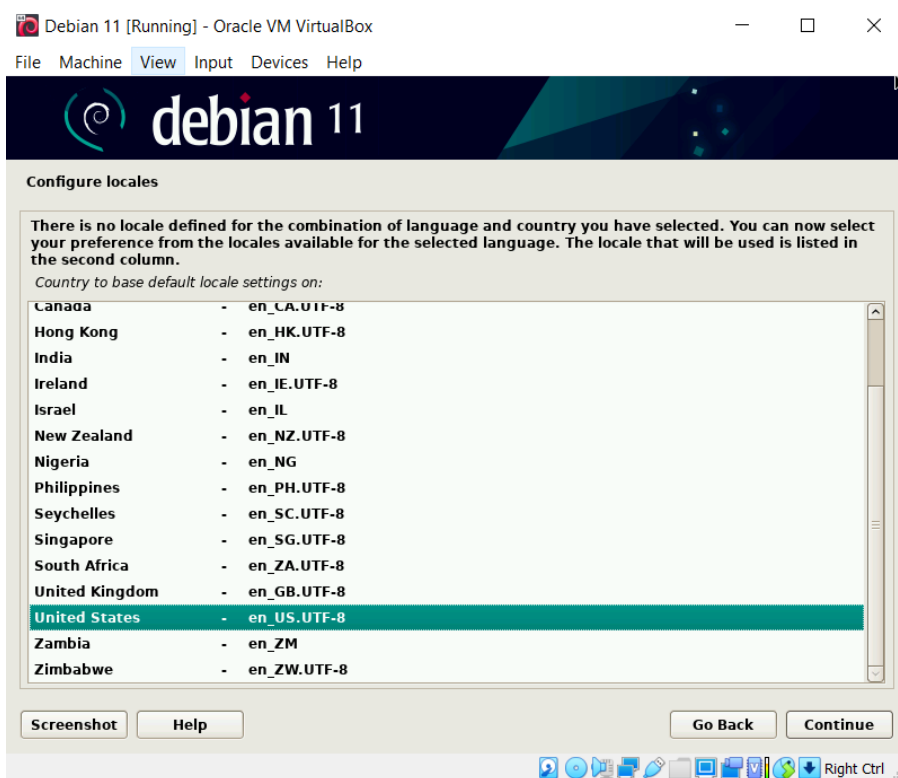 Debian 11 [Running] - Oracle VM VirtualBox
File Machine View Input Devices Help
debian 11
Configure locales
There is no locale defined for the combination of language and country you have selected. You can now select
your preference from the locales available for the selected language. The locale that will be used is listed in
the second column.
Country to base default locale settings on:
Canada - en_CA.UTF-8
Hong Kong - en_HK.UTF-8
India - en_IN
Ireland - en_IE.UTF-8
Israel - en_IL
New Zealand - en_NZ.UTF-8
Nigeria - en_NG
Philippines - en_PH.UTF-8
Seychelles - en_SC.UTF-8
Singapore - en_SG.UTF-8
South Africa - en_ZA.UTF-8
United Kingdom - en_GB.UTF-8
United States - en_US.UTF-8
Zambia - en_ZM
Zimbabwe - en_ZW.UTF-8
Screenshot Help Go Back Continue
Right Ctrl